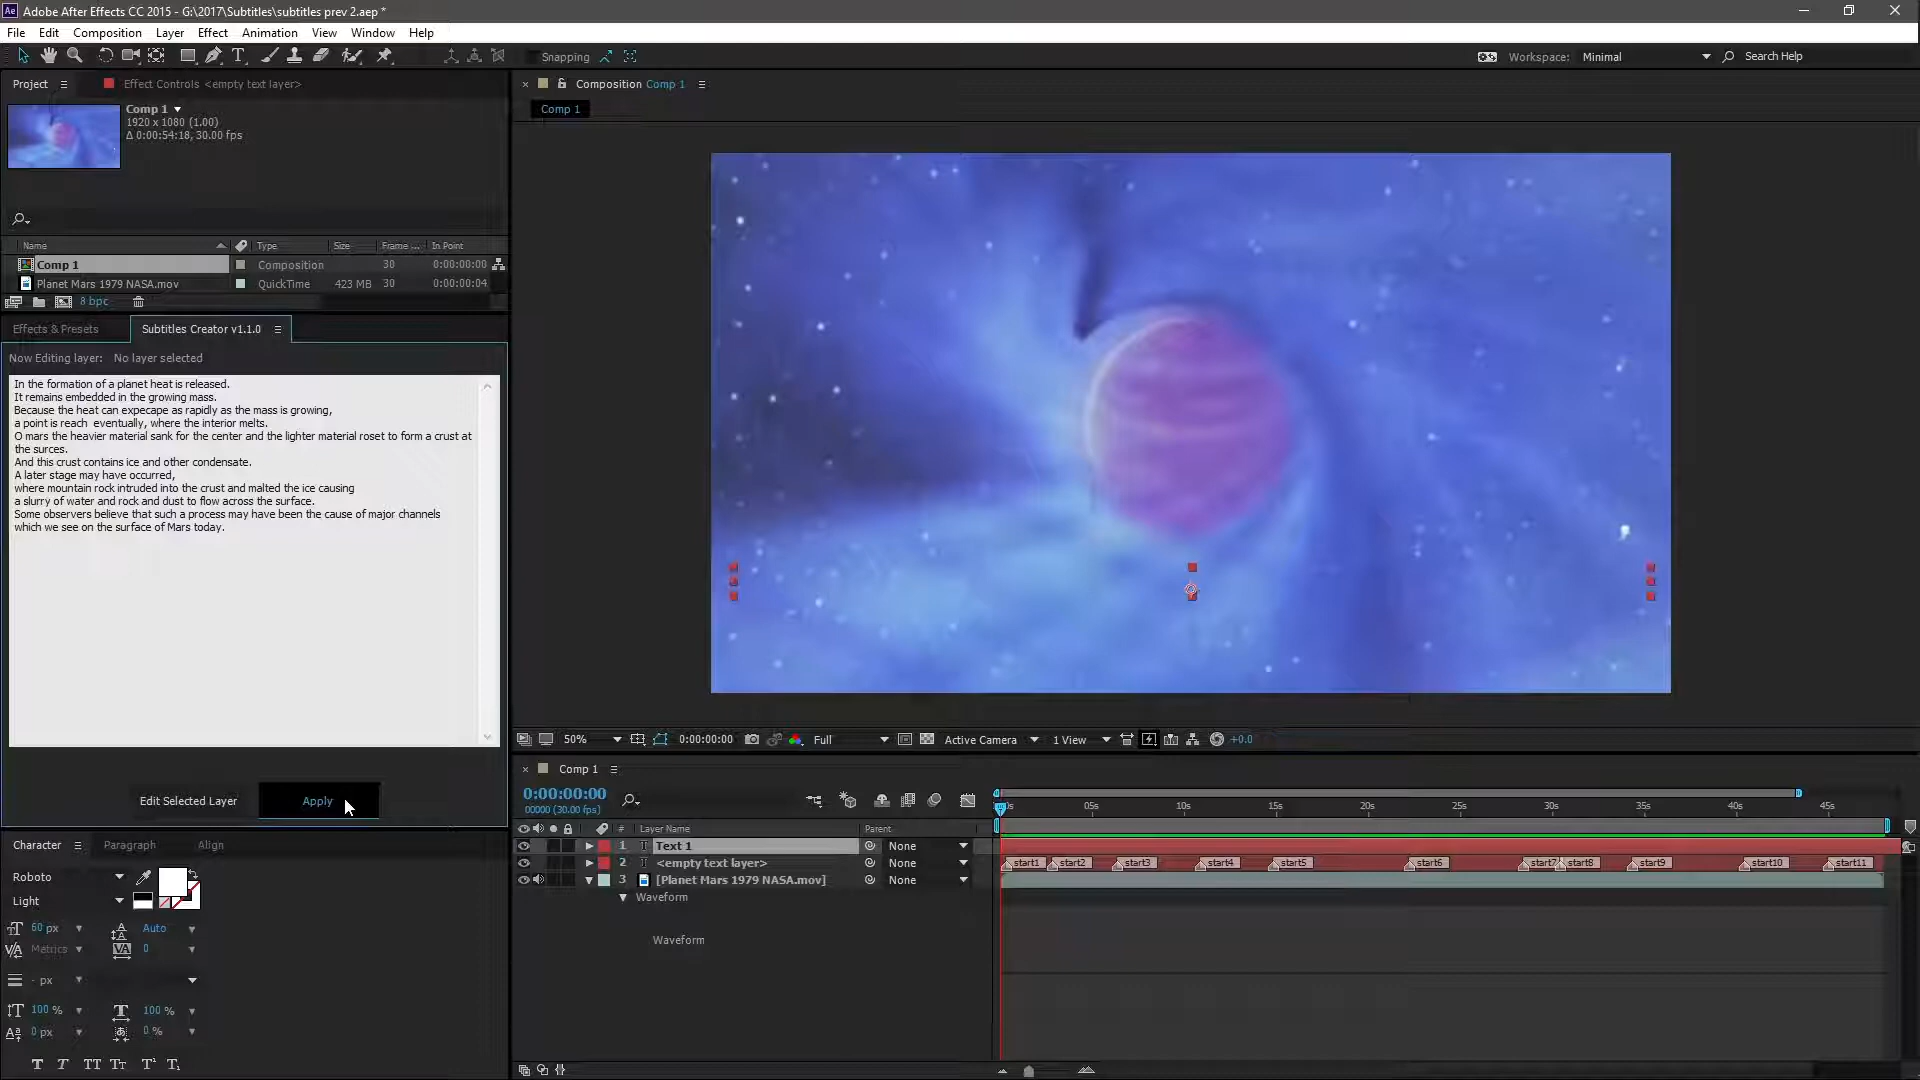 Adobe After Effects CC 2015 - G:\2017\Subtitles\subtitles prev 2.aep *
File Edit Composition Layer Effect Animation View Window Help
Snapping
Workspace: Minimal
Search Help
Project
Effect Controls <empty text layer>
Comp 1
1920 x 1080 (1.00)
Δ 0:00:54:18, 30.00 fps
Name Type Size Frame ... In Point
Comp 1 Composition 30 0:00:00:00
Planet Mars 1979 NASA.mov QuickTime 423 MB 30 0:00:00:04
8 bpc
Effects & Presets
Subtitles Creator v1.1.0
Now Editing layer: No layer selected
In the formation of a planet heat is released.
It remains embedded in the growing mass.
Because the heat can expecape as rapidly as the mass is growing,
a point is reach  eventually, where the interior melts.
O mars the heavier material sank for the center and the lighter material roset to form a crust at
the surces.
And this crust contains ice and other condensate.
A later stage may have occurred,
where mountain rock intruded into the crust and malted the ice causing
a slurry of water and rock and dust to flow across the surface.
Some observers believe that such a process may have been the cause of major channels
which we see on the surface of Mars today.
Edit Selected Layer
Apply
Character
Paragraph
Align
Roboto
Light
60 px Auto
Metrics 0
- px
100 % 100 %
0 px 0 %
Composition Comp 1
Comp 1
50% 0:00:00:00 Full Active Camera 1 View +0.0
Comp 1
0:00:00:00
00000 (30.00 fps)
05s 10s 15s 20s 25s 30s 35s 40s 45s
# Layer Name Parent
1 Text 1 None
2 <empty text layer> None
start1 start2 start3 start4 start5 start6 start7 start8 start9 start10 start11
3 [Planet Mars 1979 NASA.mov] None
Waveform
Waveform